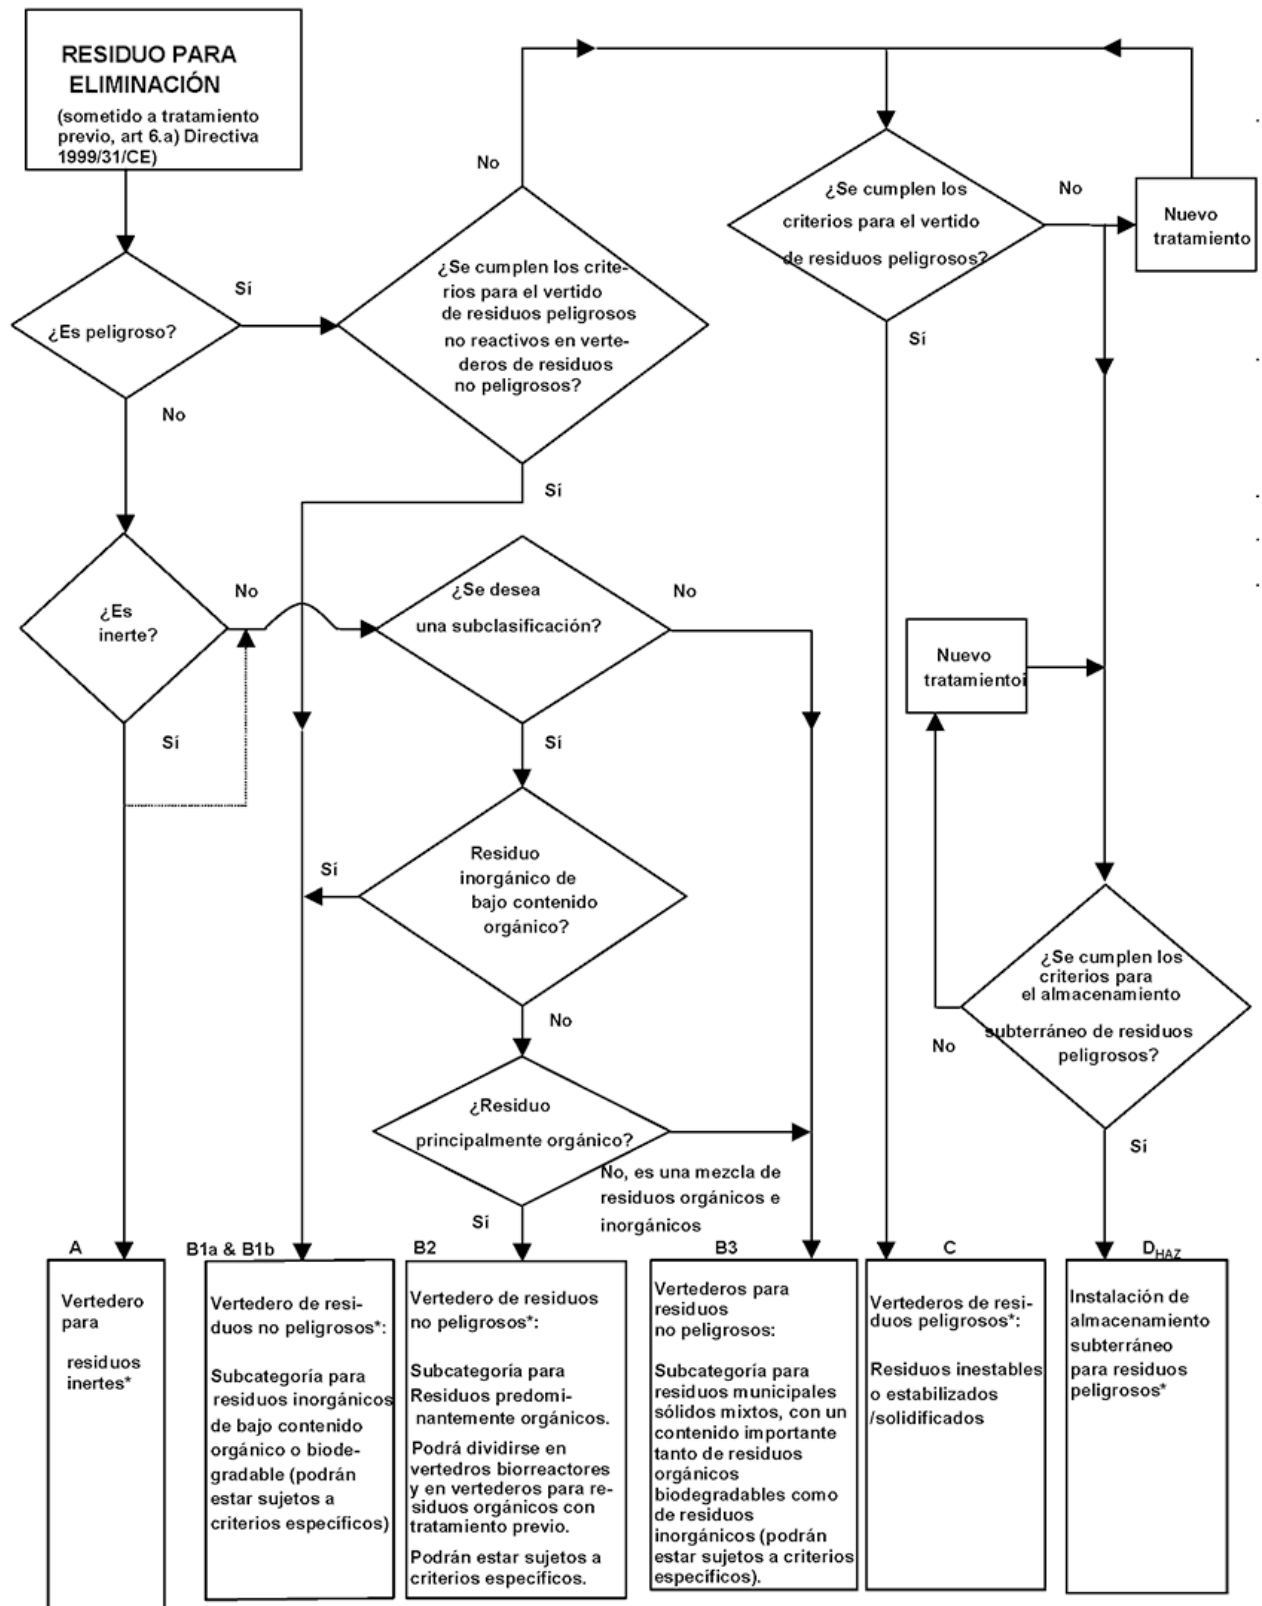 RESIDUO PARA
ELIMINACIÓN
(sometido a tratamiento
previo, art 6.a) Directiva
1999/31/CE)
No
¿Se cumplen los
criterios para el vertido
de residuos peligrosos?
No
Nuevo
tratamiento
¿Es peligroso?
Sí
¿Se cumplen los crite-
rios para el vertido
de residuos peligrosos
no reactivos en verte-
deros de residuos
no peligrosos?
Sí
No
Sí
¿Es
inerte?
No
¿Se desea
una subclasificación?
No
Nuevo
tratamientoi
Sí
Sí
Residuo
inorgánico de
bajo contenido
orgánico?
Sí
No
¿Se cumplen los
criterios para
el almacenamiento
subterráneo de residuos
peligrosos?
No
Sí
¿Residuo
principalmente orgánico?
No, es una mezcla de
residuos orgánicos e
inorgánicos
Sí
A
Vertedero
para
residuos
inertes*
B1a & B1b
Vertedero de resi-
duos no peligrosos*:
Subcategoría para
residuos inorgánicos
de bajo contenido
orgánico o biode-
gradable (podrán
estar sujetos a
criterios específicos)
B2
Vertedero de residuos
no peligrosos*:
Subcategoría para
Residuos predomi-
nantemente orgánicos.
Podrá dividirse en
vertedros biorreactores
y en vertederos para re-
siduos orgánicos con
tratamiento previo.
Podrán estar sujetos a
criterios específicos.
B3
Vertederos para
residuos
no peligrosos:
Subcategoría para
residuos municipales
sólidos mixtos, con un
contenido importante
tanto de residuos
orgánicos
biodegradables como
de residuos
inorgánicos (podrán
estar sujetos a criterios
específicos).
C
Vertederos de resi-
duos peligrosos*:
Residuos inestables
o estabilizados
/solidificados
DHAZ
Instalación de
almacenamiento
subterráneo
para residuos
peligrosos*